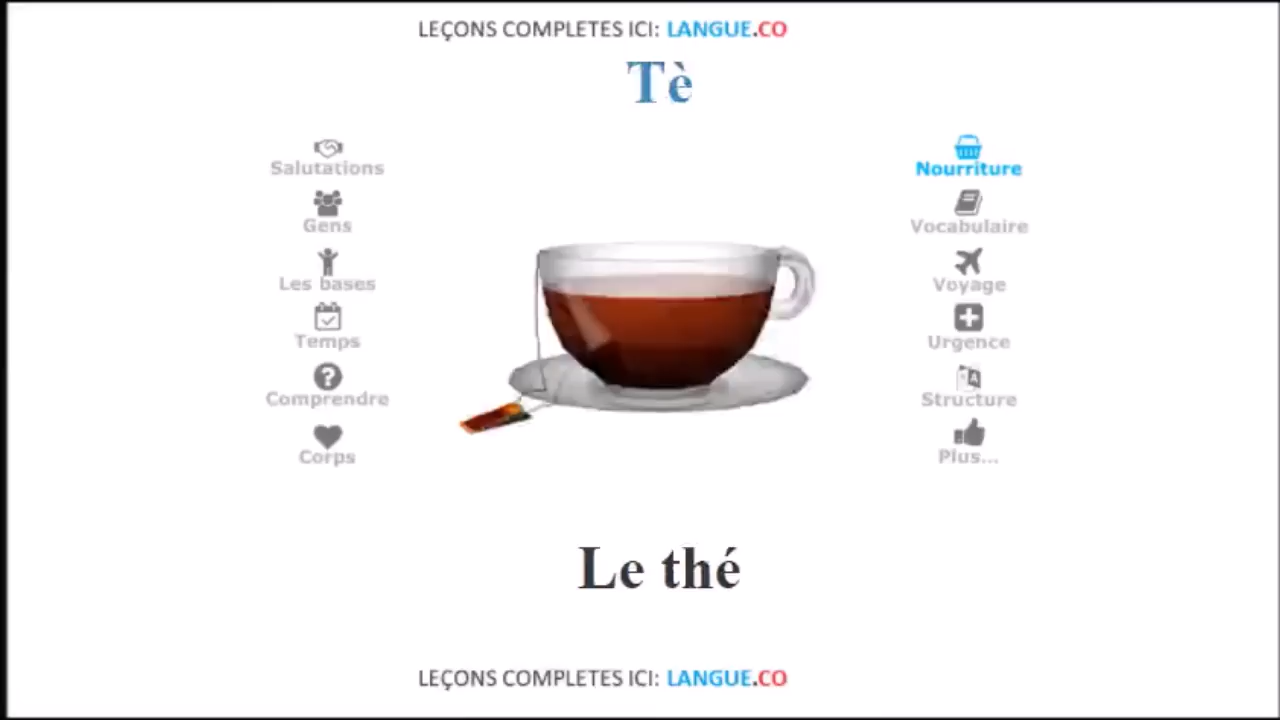 LEÇONS COMPLETES ICI: LANGUE.CO
Tè
Salutations
Gens
Les bases
Temps
Comprendre
Corps
Nourriture
Vocabulaire
Voyage
Urgence
Structure
Plus...
Le thé
LEÇONS COMPLETES ICI: LANGUE.CO